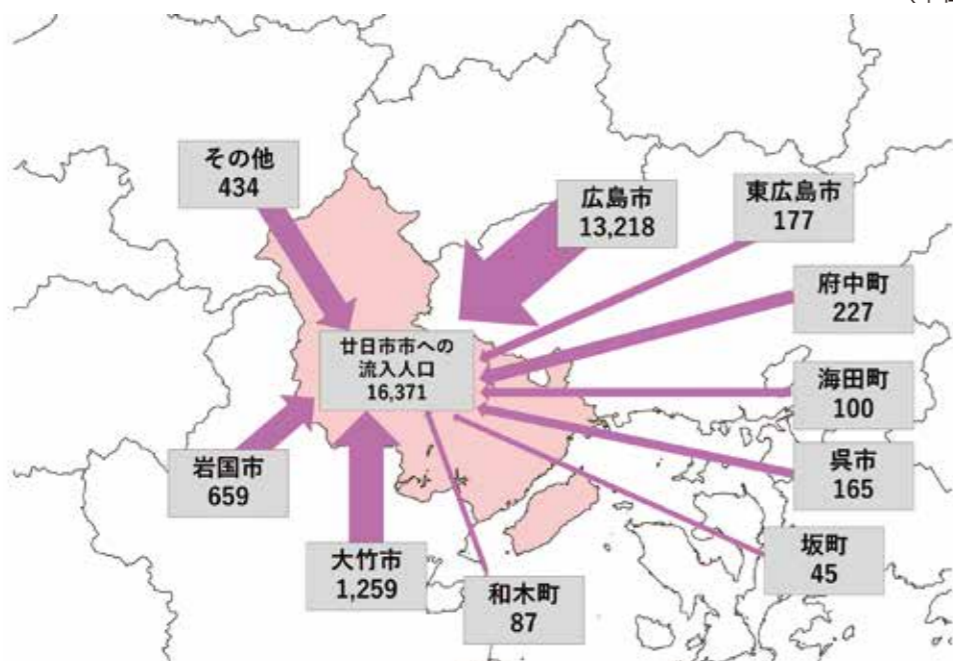 その他
434
広島市
13,218
東広島市
177
府中町
227
廿日市市への
流入人口
16,371
海田町
100
岩国市
659
呉市
165
大竹市
1,259
和木町
87
坂町
45